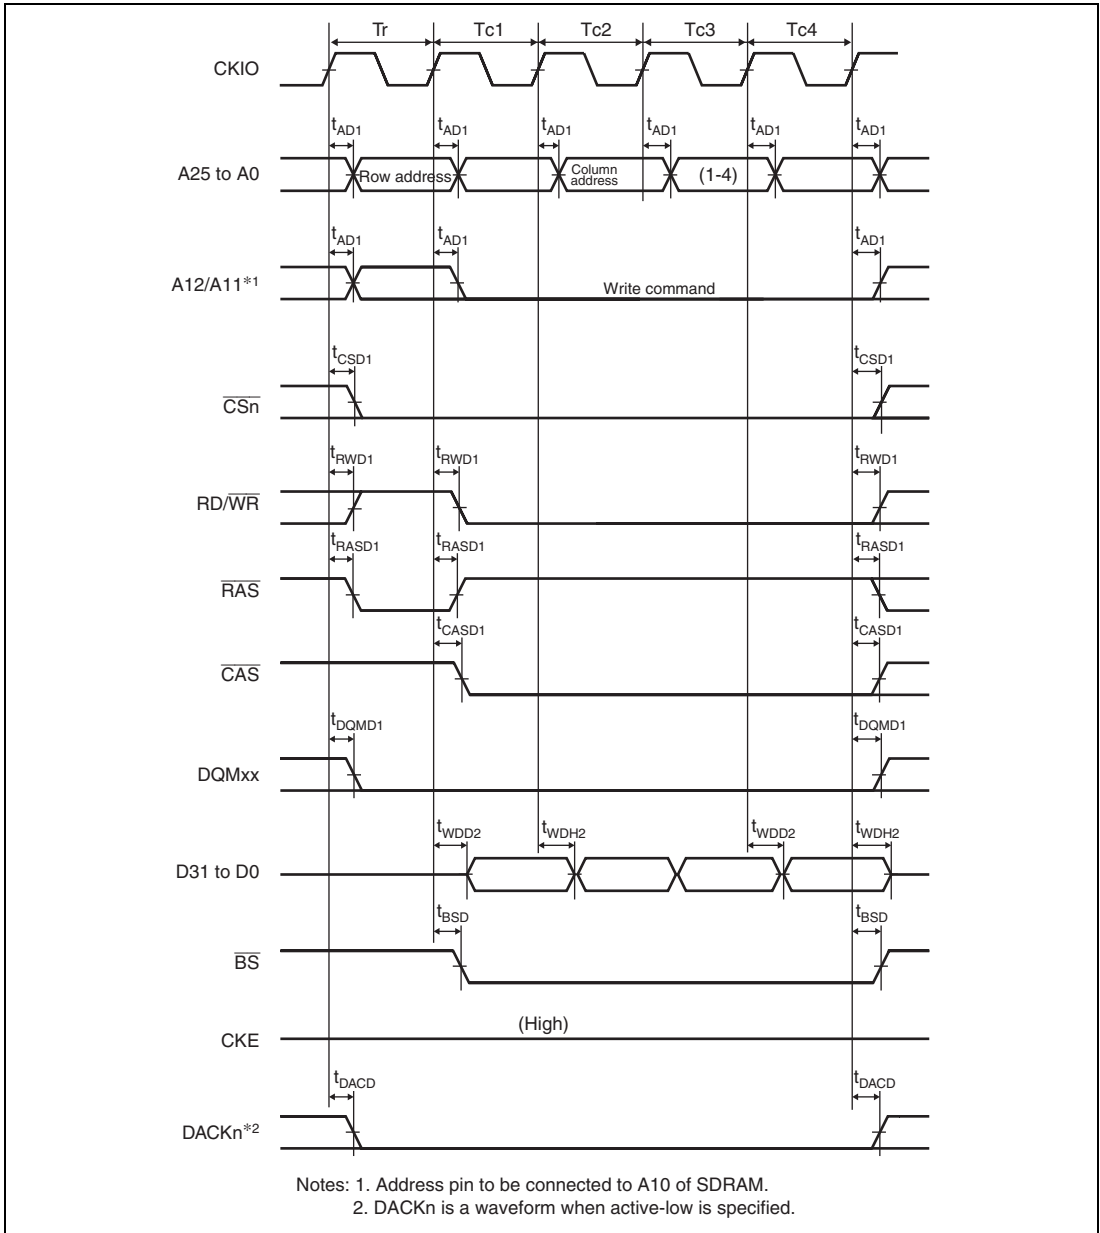 Tr Tc1 Tc2 Tc3 Tc4
CKIO
tAD1 tAD1 tAD1 tAD1 tAD1 tAD1
A25 to A0 Row address Column address (1-4)
tAD1 tAD1 tAD1
A12/A11*1 Write command
tCSD1 tCSD1
CSn
tRWD1 tRWD1 tRWD1
RD/WR
tRASD1 tRASD1 tRASD1
RAS
tCASD1 tCASD1
CAS
tDQMD1 tDQMD1
DQMxx
tWDD2 tWDH2 tWDD2 tWDH2
D31 to D0
tBSD tBSD
BS
(High)
CKE
tDACD tDACD
DACKn*2
Notes: 1. Address pin to be connected to A10 of SDRAM.
2. DACKn is a waveform when active-low is specified.